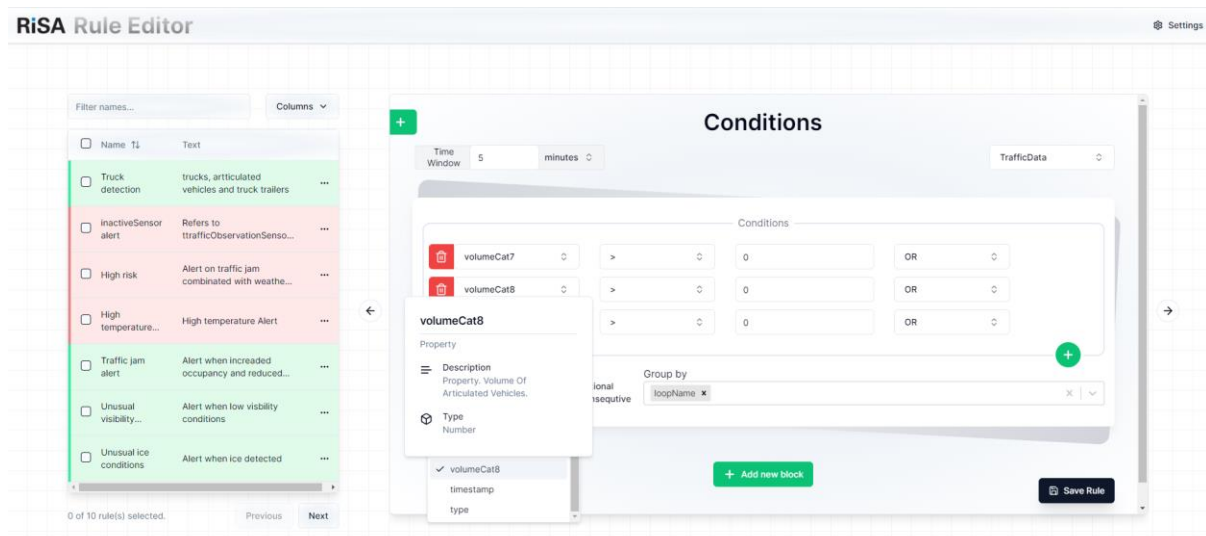 RiSA Rule Editor
Settings
Filter names...
Columns
Name
Text
Truck
detection
trucks, artticulated
vehicles and truck trailers
...
inactiveSensor
alert
Refers to
ttrafficObservationSenso...
...
High risk
Alert on traffic jam
combined with weathe...
...
High
temperature...
High temperature Alert
...
Traffic jam
alert
Alert when increaded
occupancy and reduced...
...
Unusual
visibility...
Alert when low visbility
conditions
...
Unusual ice
conditions
Alert when ice detected
...
0 of 10 rule(s) selected.
Previous
Next
Conditions
Time
Window
5
minutes
TrafficData
Conditions
volumeCat7
>
0
OR
volumeCat8
>
0
OR
>
0
OR
volumeCat8
Property
Description
Property. Volume Of
Articulated Vehicles.
Type
Number
ional
nsequtive
Group by
loopName
volumeCat8
timestamp
type
+ Add new block
Save Rule